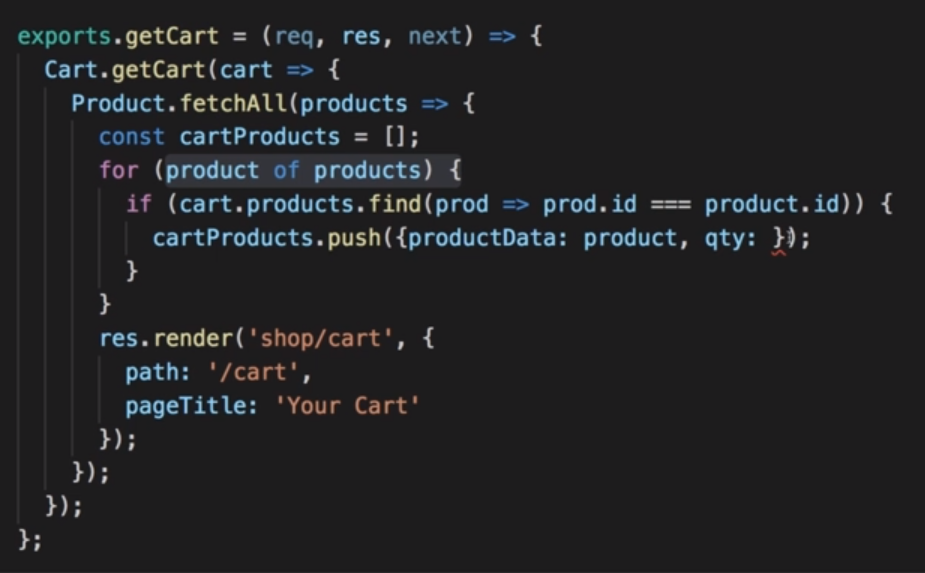 exports.getCart = (req, res, next) => {
  Cart.getCart(cart => {
    Product.fetchAll(products => {
      const cartProducts = [];
      for (product of products) {
        if (cart.products.find(prod => prod.id === product.id)) {
          cartProducts.push({productData: product, qty: });
        }
      }
      res.render('shop/cart', {
        path: '/cart',
        pageTitle: 'Your Cart'
      });
    });
  });
};